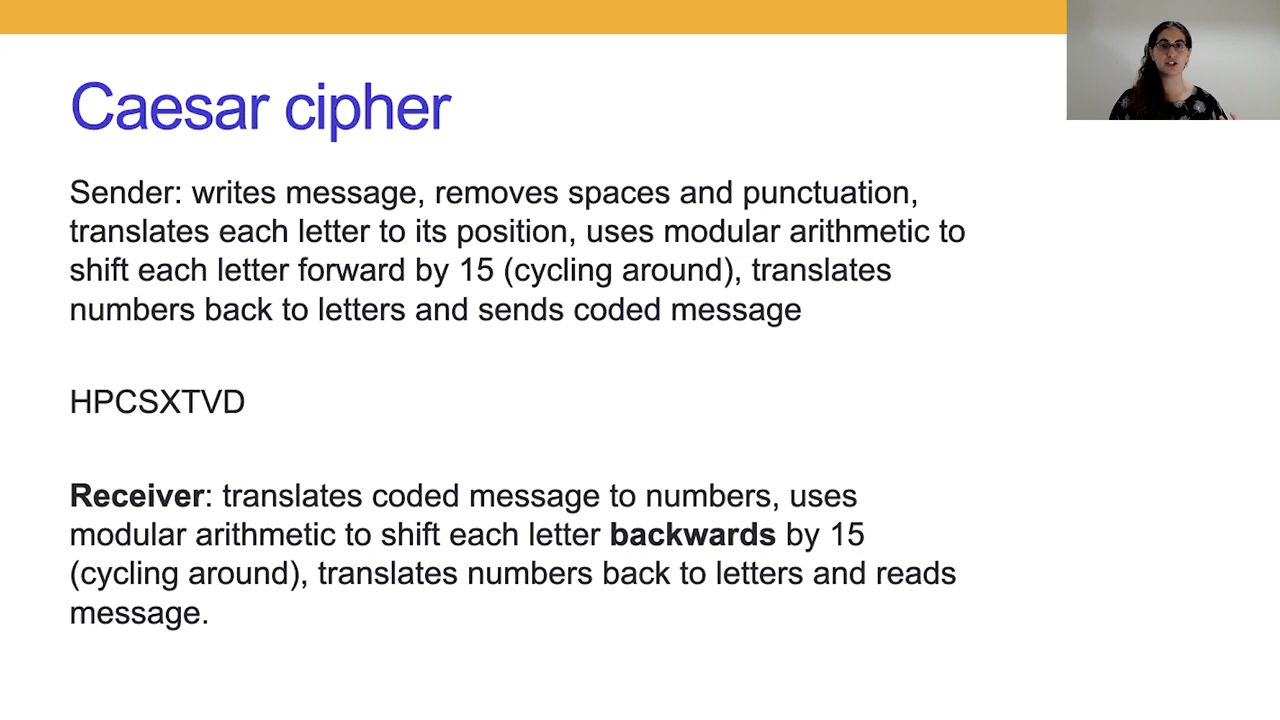 Caesar cipher
Sender: writes message, removes spaces and punctuation,
translates each letter to its position, uses modular arithmetic to
shift each letter forward by 15 (cycling around), translates
numbers back to letters and sends coded message
HPCSXTVD
Receiver: translates coded message to numbers, uses
modular arithmetic to shift each letter backwards by 15
(cycling around), translates numbers back to letters and reads
message.